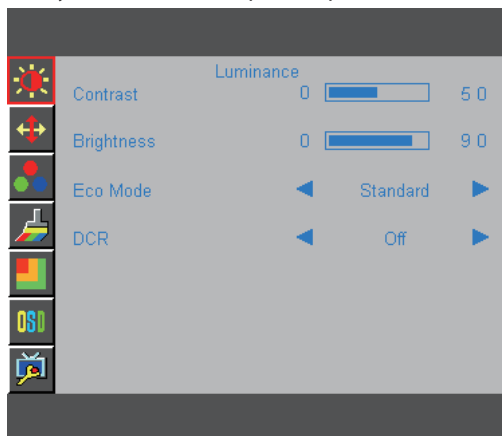 Luminance
Contrast 0 50
Brightness 0 90
Eco Mode Standard
DCR Off
OSD